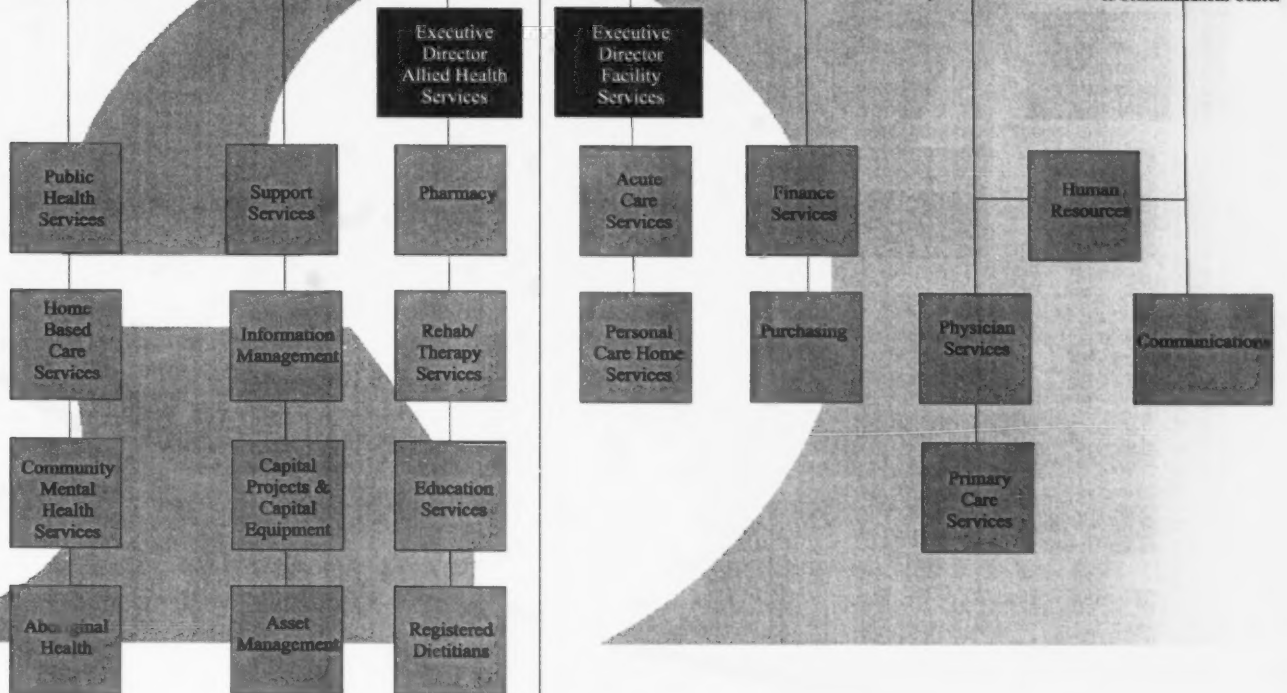 Executive
Director
Allied Health
Services
Executive
Director
Facility
Services
Public
Health
Services
Support
Services
Pharmacy
Acute
Care
Services
Finance
Services
Human
Resources
Home
Based
Care
Services
Information
Management
Rehab/
Therapy
Services
Personal
Care Home
Services
Purchasing
Physician
Services
Communications
Community
Mental
Health
Services
Capital
Projects &
Capital
Equipment
Education
Services
Primary
Care
Services
Aboriginal
Health
Asset
Management
Registered
Dietitians